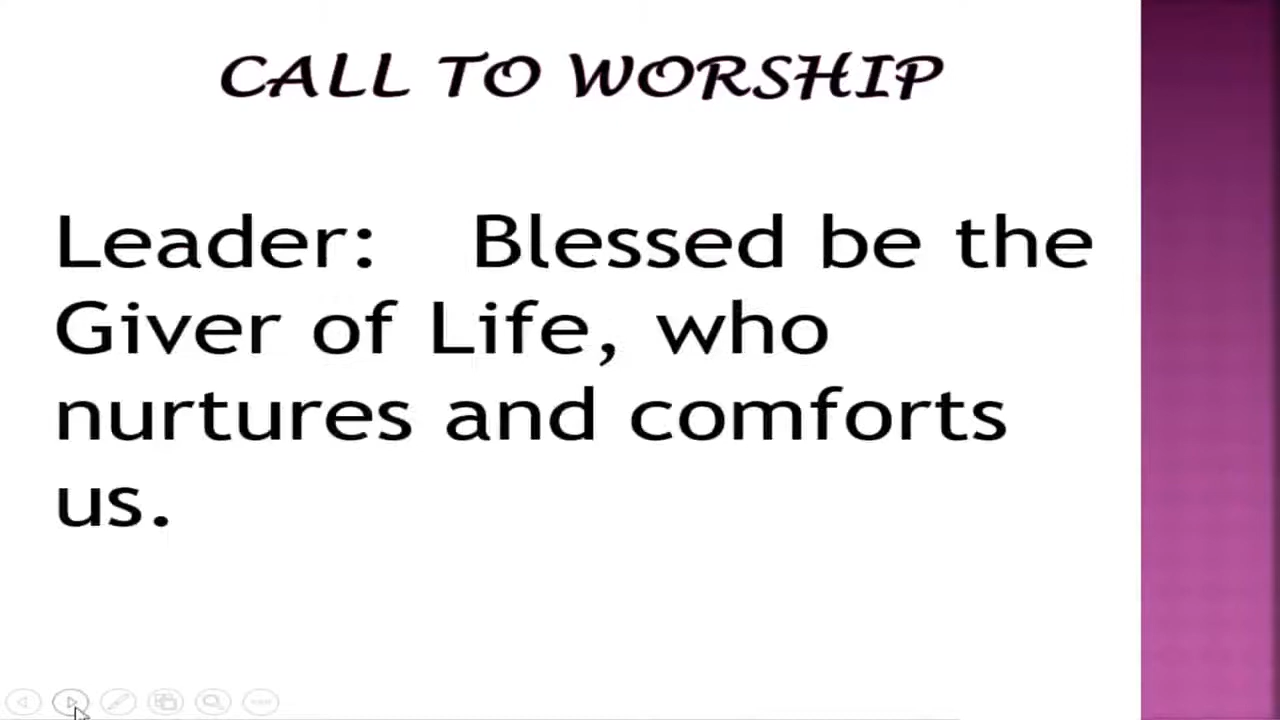 CALL TO WORSHIP
Leader: Blessed be the
Giver of Life, who
nurtures and comforts
us.